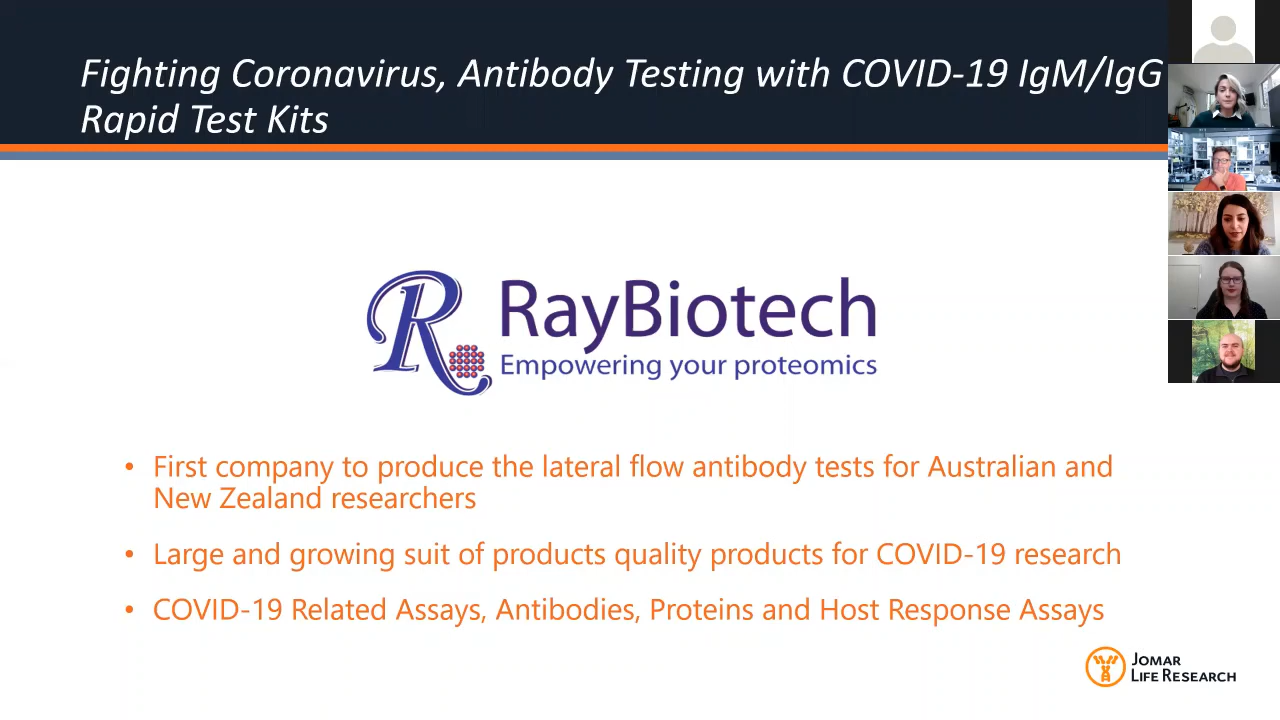 Fighting Coronavirus, Antibody Testing with COVID-19 IgM/IgG
Rapid Test Kits
R
RayBiotech
Empowering your proteomics
• First company to produce the lateral flow antibody tests for Australian and
New Zealand researchers
• Large and growing suit of products quality products for COVID-19 research
• COVID-19 Related Assays, Antibodies, Proteins and Host Response Assays
JOMAR
LIFE RESEARCH